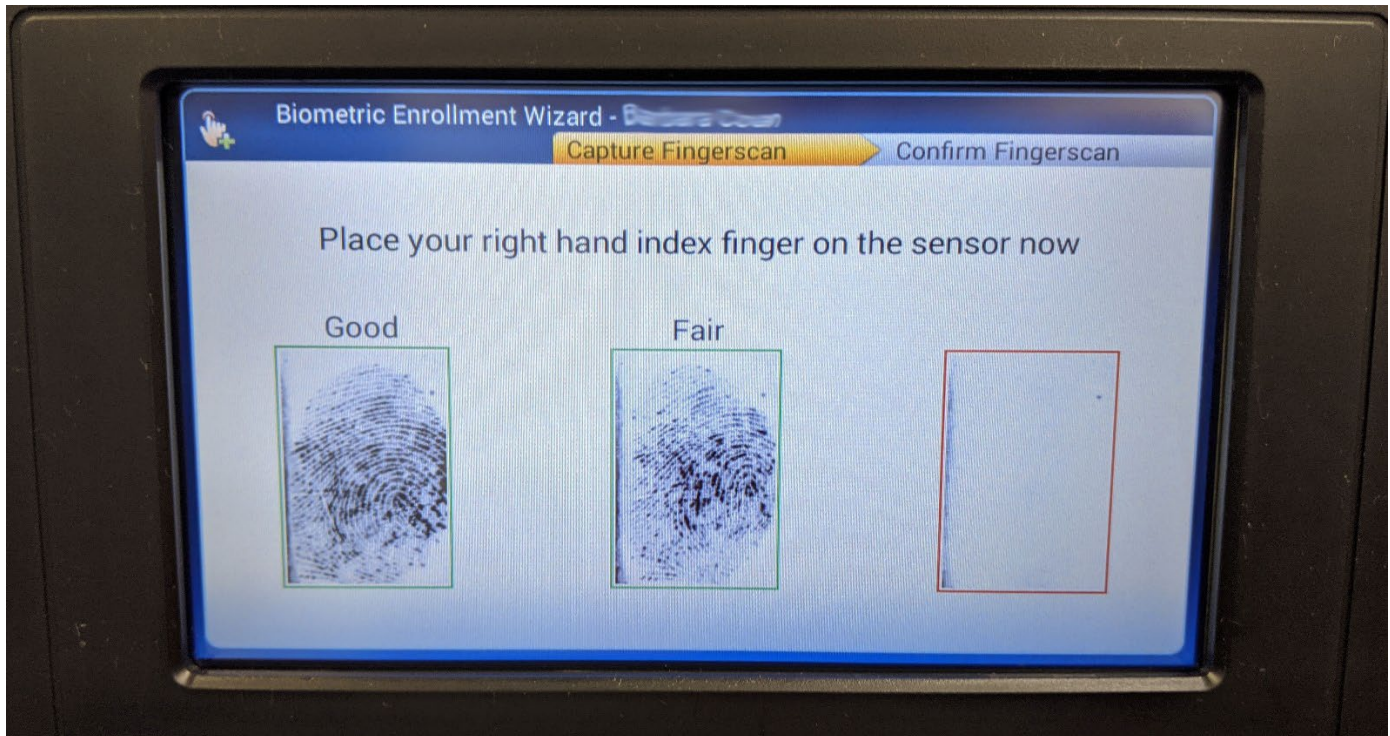 Biometric Enrollment Wizard -
Capture Fingerscan
Confirm Fingerscan
Place your right hand index finger on the sensor now
Good
Fair